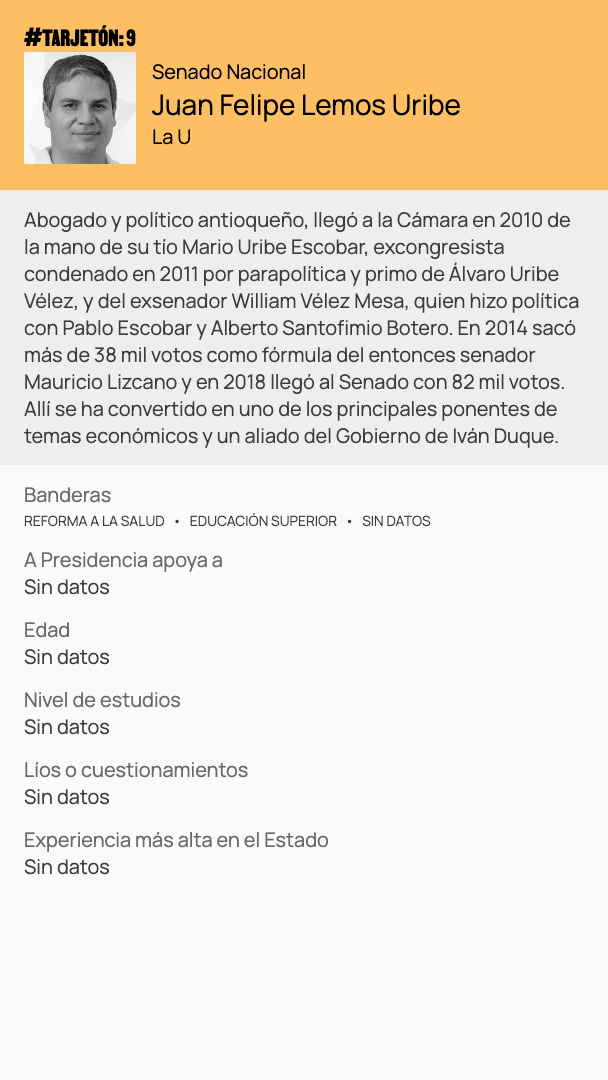 #TARJETÓN: 9
Senado Nacional
Juan Felipe Lemos Uribe
La U
Abogado y político antioqueño, llegó a la Cámara en 2010 de
la mano de su tío Mario Uribe Escobar, excongresista
condenado en 2011 por parapolítica y primo de Álvaro Uribe
Vélez, y del exsenador William Vélez Mesa, quien hizo política
con Pablo Escobar y Alberto Santofimio Botero. En 2014 sacó
más de 38 mil votos como fórmula del entonces senador
Mauricio Lizcano y en 2018 llegó al Senado con 82 mil votos.
Allí se ha convertido en uno de los principales ponentes de
temas económicos y un aliado del Gobierno de Iván Duque.
Banderas
REFORMA A LA SALUD • EDUCACIÓN SUPERIOR • SIN DATOS
A Presidencia apoya a
Sin datos
Edad
Sin datos
Nivel de estudios
Sin datos
Líos o cuestionamientos
Sin datos
Experiencia más alta en el Estado
Sin datos